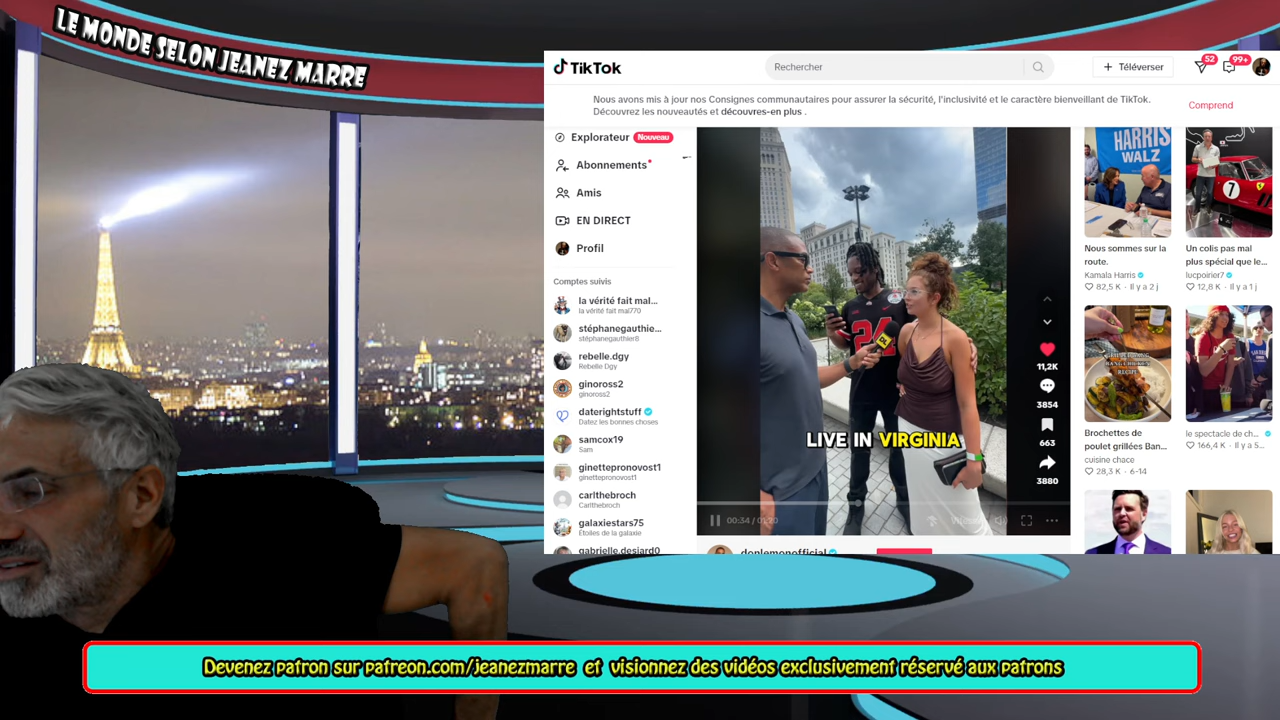 LE MONDE SELON JEANEZ MARRE
TikTok
Rechercher
+ Téléverser
52
99+
Nous avons mis à jour nos Consignes communautaires pour assurer la sécurité, l'inclusivité et le caractère bienveillant de TikTok.
Découvrez les nouveautés et découvres-en plus .
Comprend
Explorateur Nouveau
Abonnements
Amis
EN DIRECT
Profil
Comptes suivis
la vérité fait mal...
la vérité fait mal770
stéphanegauthie...
stéphanegauthier8
rebelle.dgy
Rebelle Dgy
ginoross2
ginoross2
daterightstuff
Datez les bonnes choses
samcox19
Sam
ginettepronovost1
ginettepronovost1
carlthebroch
Carlthebroch
galaxiestars75
Étoiles de la galaxie
gabrielle.desjard0
24
LIVE IN VIRGINIA
11,2K
3854
663
3880
00:34 / 01:20
donlemonofficial
HARRIS
WALZ
Nous sommes sur la
route.
Kamala Harris
82,5 K · Il y a 2 j
7
Un colis pas mal
plus spécial que le...
lucpoirier7
12,8 K · Il y a 1 j
Brochettes de
poulet grillées Ban...
cuisine chace
28,3 K · 6-14
le spectacle de ch...
166,4 K · Il y a 5...
Devenez patron sur patreon.com/jeanezmarre et visionnez des vidéos exclusivement réservé aux patrons